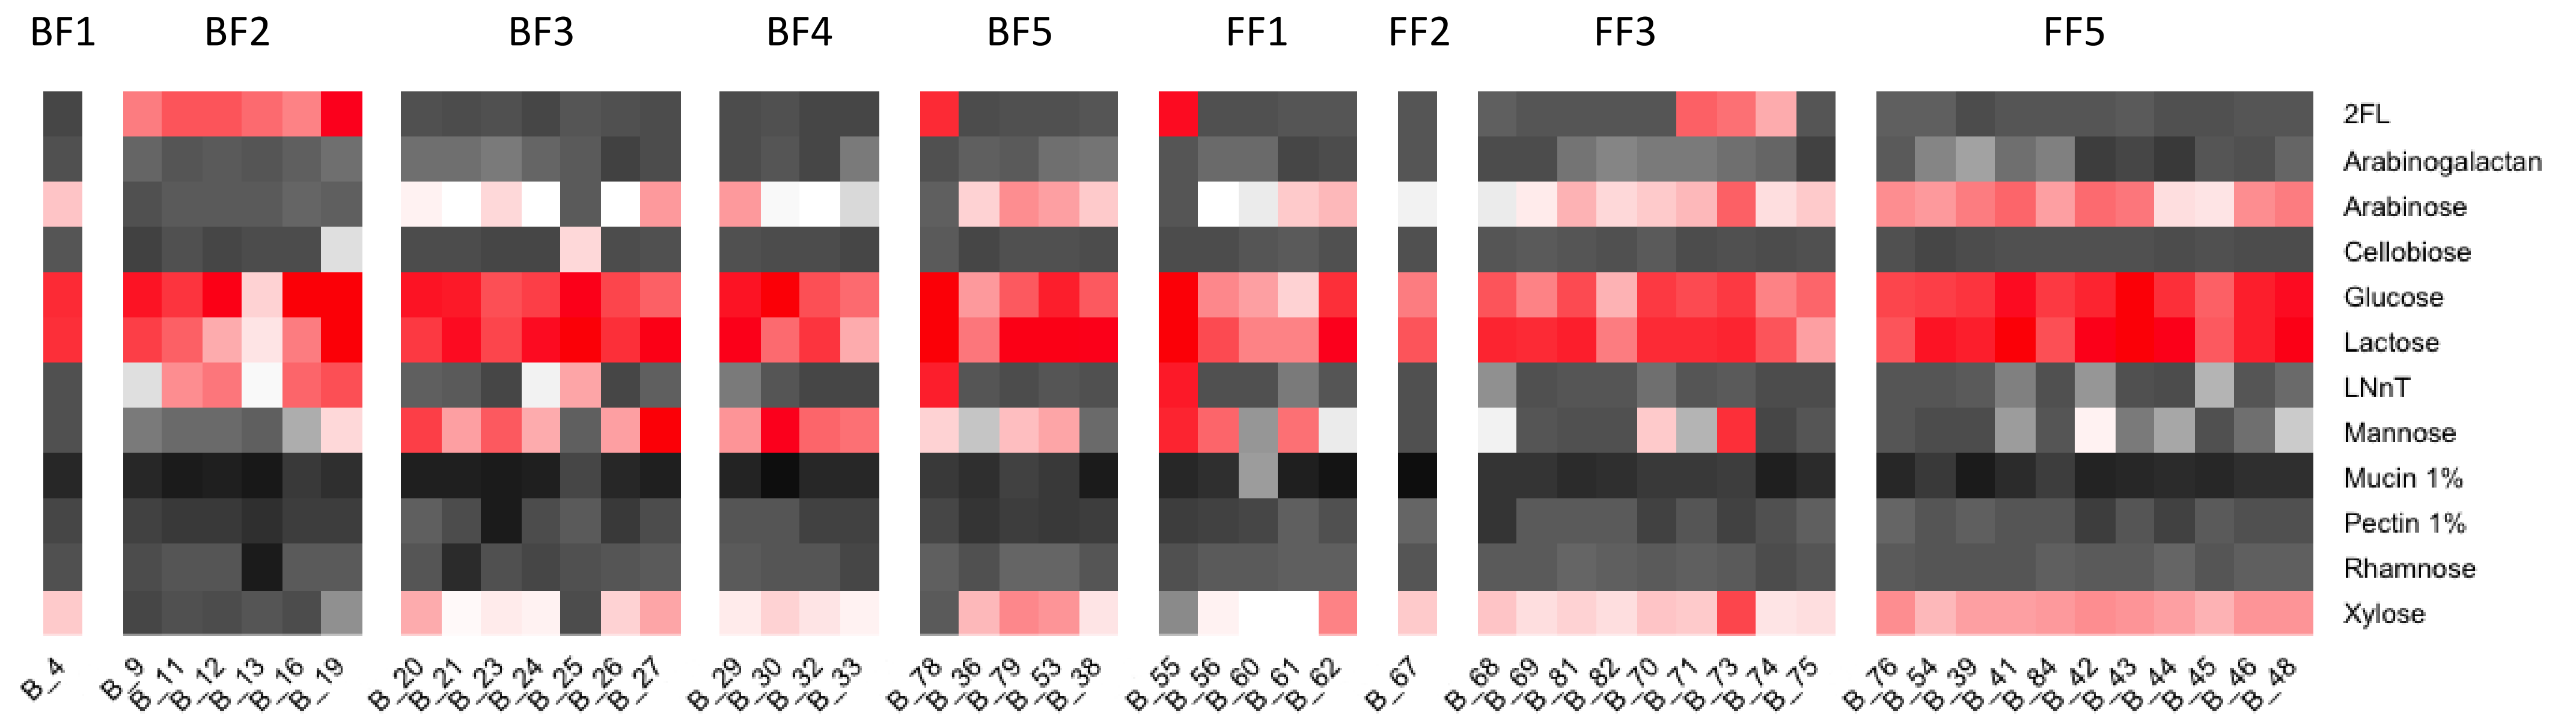 BF1 BF2 BF3 BF4 BF5 FF1 FF2 FF3 FF5
2FL
Arabinogalactan
Arabinose
Cellobiose
Glucose
Lactose
LNnT
Mannose
Mucin 1%
Pectin 1%
Rhamnose
Xylose
B_4 B_9 B_11 B_12 B_13 B_16 B_19 B_20 B_21 B_23 B_24 B_25 B_26 B_27 B_29 B_30 B_32 B_33 B_78 B_36 B_79 B_53 B_38 B_55 B_56 B_60 B_61 B_62 B_67 B_68 B_69 B_81 B_82 B_70 B_71 B_73 B_74 B_75 B_76 B_54 B_39 B_41 B_84 B_42 B_43 B_44 B_45 B_46 B_48